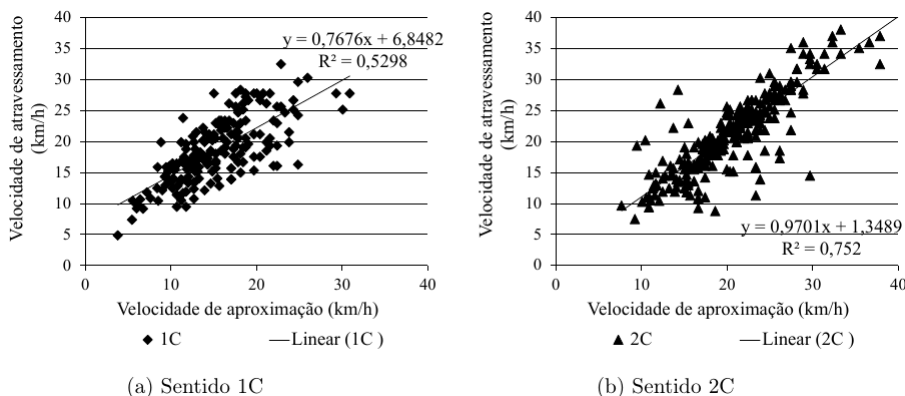 Velocidade de atravessamento
(km/h)
40
35
30
25
20
15
10
5
0
y = 0,7676x + 6,8482
R² = 0,5298
0 10 20 30 40
Velocidade de aproximação (km/h)
1C Linear (1C )
(a) Sentido 1C
Velocidade de atravessamento
(km/h)
40
35
30
25
20
15
10
5
0
y = 0,9701x + 1,3489
R² = 0,752
0 10 20 30 40
Velocidade de aproximação (km/h)
2C Linear (2C )
(b) Sentido 2C